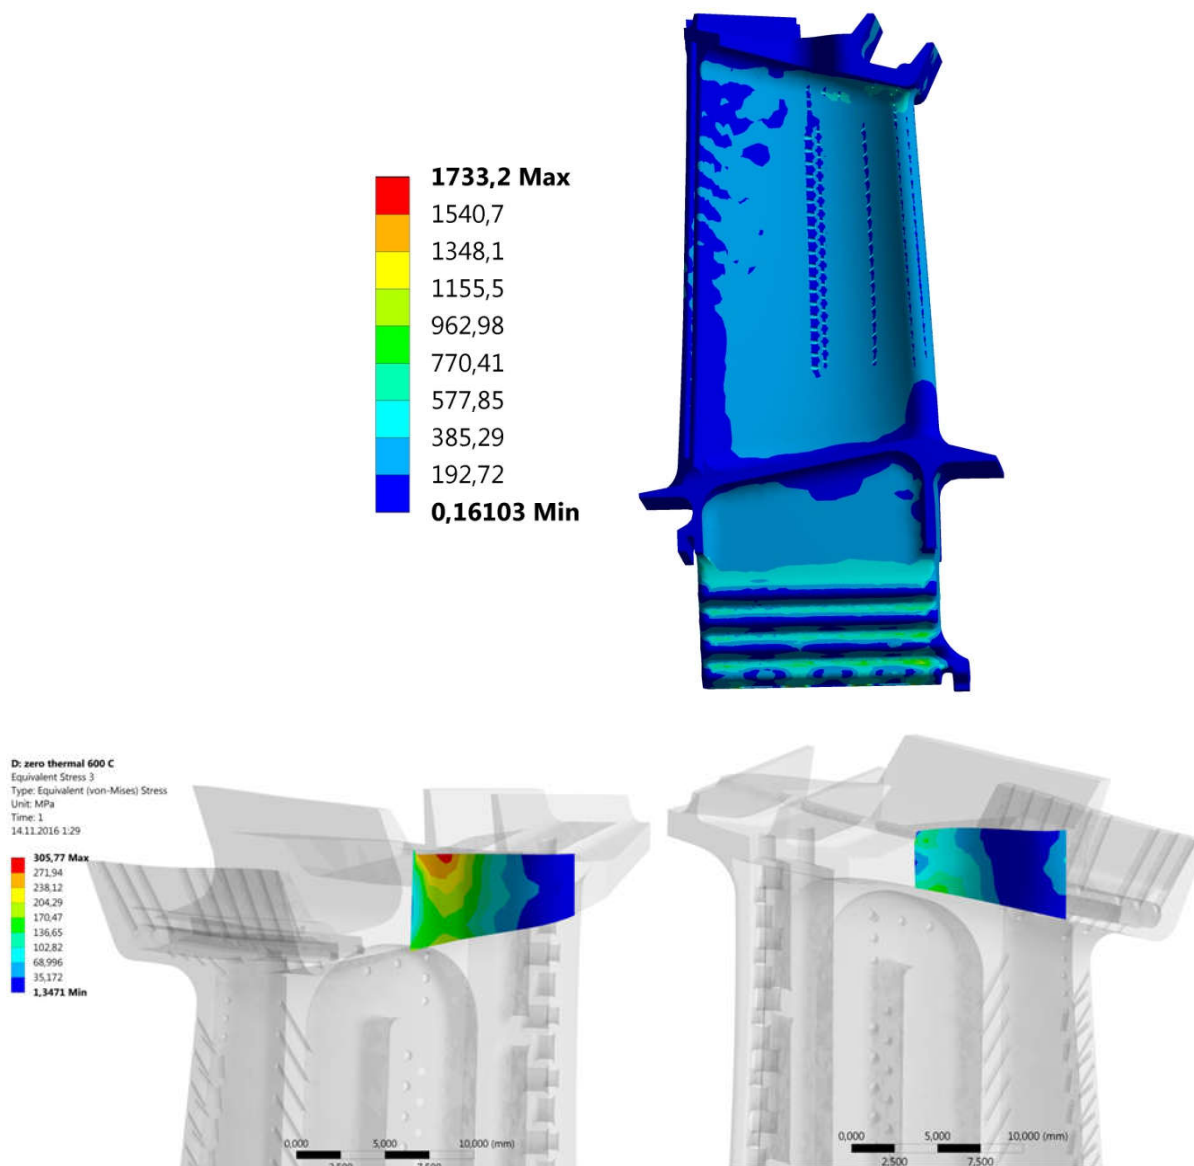 1733,2 Max
1540,7
1348,1
1155,5
962,98
770,41
577,85
385,29
192,72
0,16103 Min
D: zero thermal 600 C
Equivalent Stress 3
Type: Equivalent (von-Mises) Stress
Unit: MPa
Time: 1
14.11.2016 1:29
305,77 Max
271,94
238,12
204,29
170,47
136,65
102,82
68,996
35,172
1,3471 Min
0,000 5,000 10,000 (mm)
2,500 7,500
0,000 5,000 10,000 (mm)
2,500 7,500